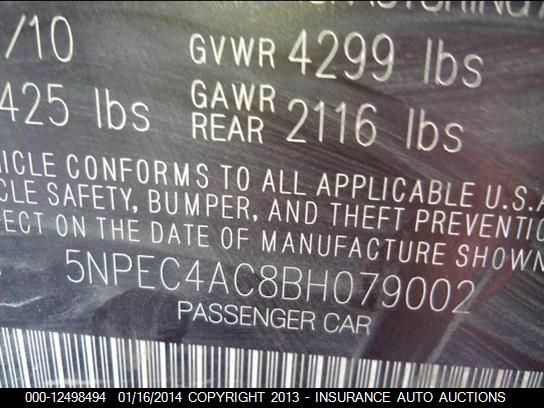 /10 GVWR 4299 lbs
425 lbs GAWR REAR 2116 lbs
CONFORMS TO ALL APPLICABLE U.S.A
SAFETY, BUMPER, AND THEFT PREVENTIO
ECT ON THE DATE OF MANUFACTURE SHOWN
5NPEC4AC8BH079002
PASSENGER CAR
000-12498494 01/16/2014 COPYRIGHT 2013 - INSURANCE AUTO AUCTIONS